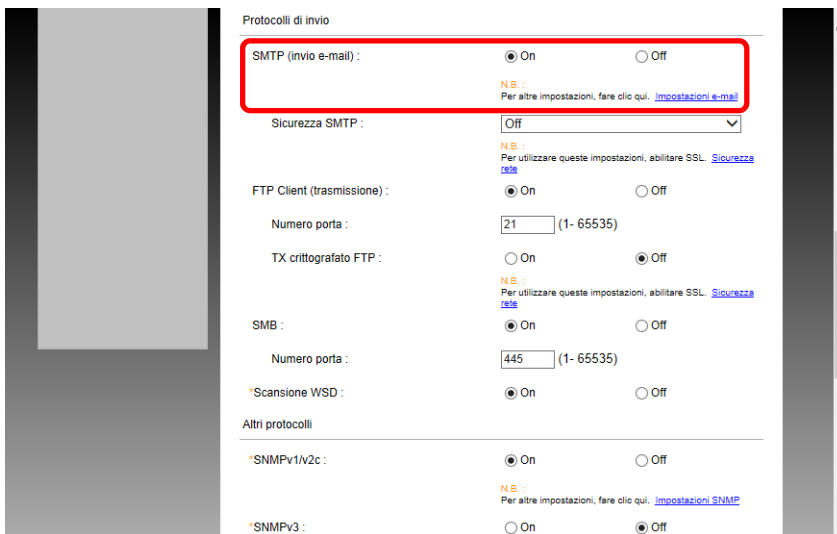 Protocolli di invio
SMTP (invio e-mail) : On Off
N.B. :
Per altre impostazioni, fare clic qui. Impostazioni e-mail
Sicurezza SMTP : Off
N.B. :
Per utilizzare queste impostazioni, abilitare SSL. Sicurezza
rete
FTP Client (trasmissione) : On Off
Numero porta : 21 (1- 65535)
TX crittografato FTP : On Off
N.B. :
Per utilizzare queste impostazioni, abilitare SSL. Sicurezza
rete
SMB : On Off
Numero porta : 445 (1- 65535)
*Scansione WSD : On Off
Altri protocolli
*SNMPv1/v2c : On Off
N.B. :
Per altre impostazioni, fare clic qui. Impostazioni SNMP
*SNMPv3 : On Off